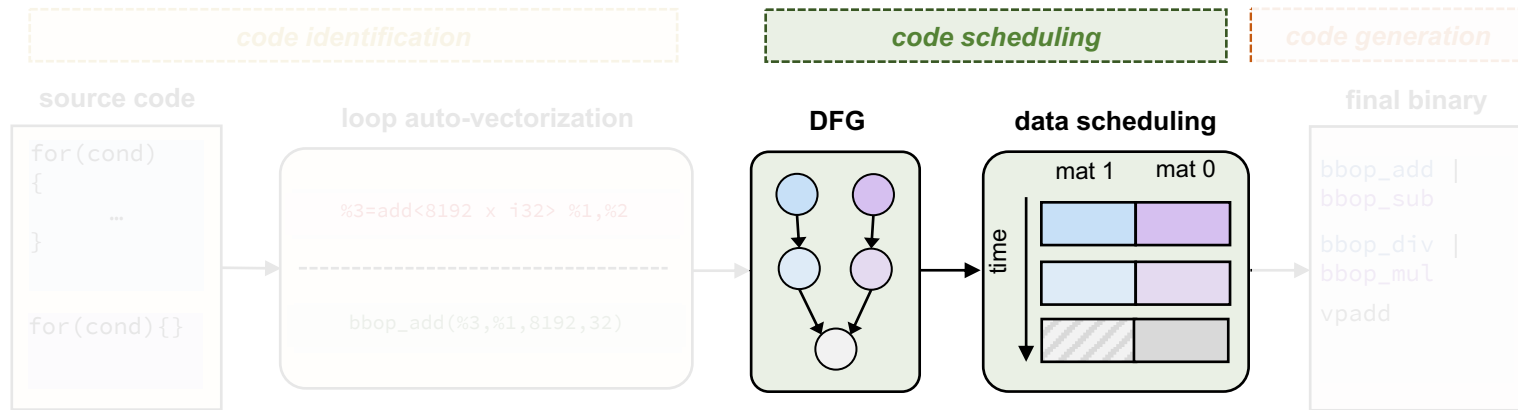 code identification
code scheduling
code generation
source code
loop auto-vectorization
DFG
data scheduling
final binary
for(cond)
{
…
}
for(cond){}
%3=add<8192 x i32> %1,%2
bbop_add(%3,%1,8192,32)
mat 1
mat 0
time
bbop_add |
bbop_sub
bbop_div |
bbop_mul
vpadd